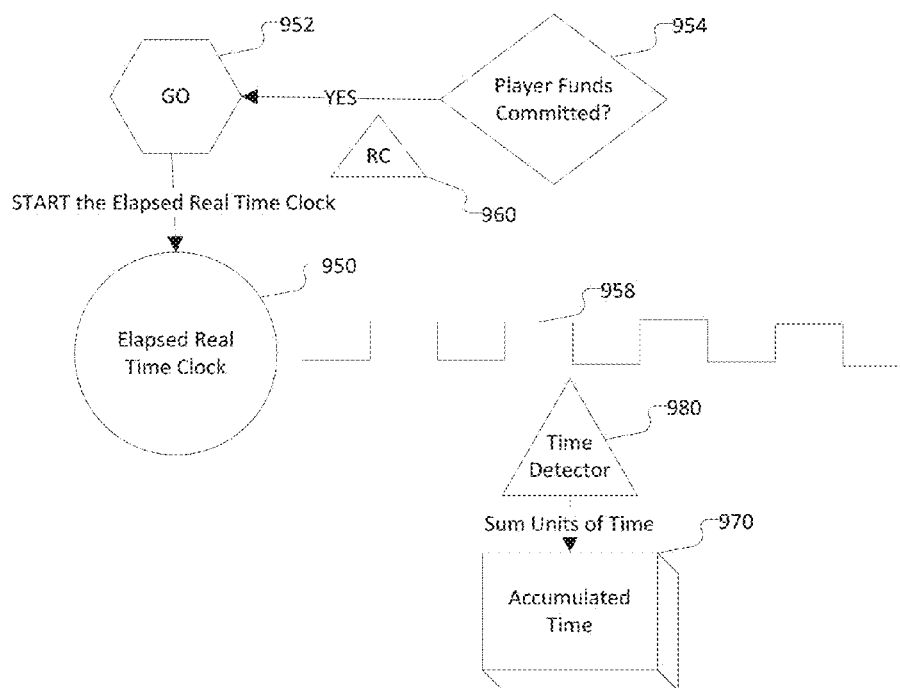 952
954
GO
YES
Player Funds
Committed?
RC
960
START the Elapsed Real Time Clock
950
958
Elapsed Real
Time Clock
980
Time
Detector
Sum Units of Time
970
Accumulated
Time